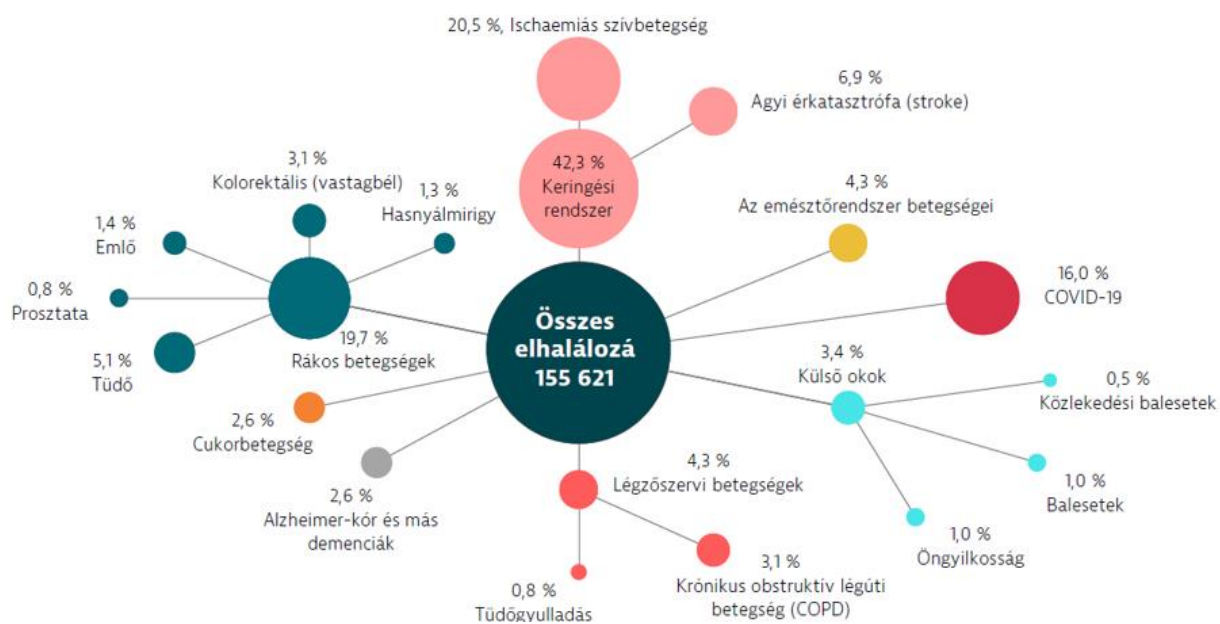 20,5 %, Ischaemiás szívbetegség
6,9 %
Agyi érkatasztrófa (stroke)
42,3 %
Keringési
rendszer
3,1 %
Kolorektális (vastagbél)
1,3 %
Hasnyálmirigy
1,4 %
Emlő
0,8 %
Prosztata
5,1 %
Tüdő
19,7 %
Rákos betegségek
4,3 %
Az emésztőrendszer betegségei
16,0 %
COVID-19
Összes
elhalálozá
155 621
3,4 %
Külső okok
0,5 %
Közlekedési balesetek
1,0 %
Balesetek
1,0 %
Öngyilkosság
2,6 %
Cukorbetegség
2,6 %
Alzheimer-kór és más
demenciák
4,3 %
Légzőszervi betegségek
0,8 %
Tüdőgyulladás
3,1 %
Krónikus obstruktív légúti
betegség (COPD)